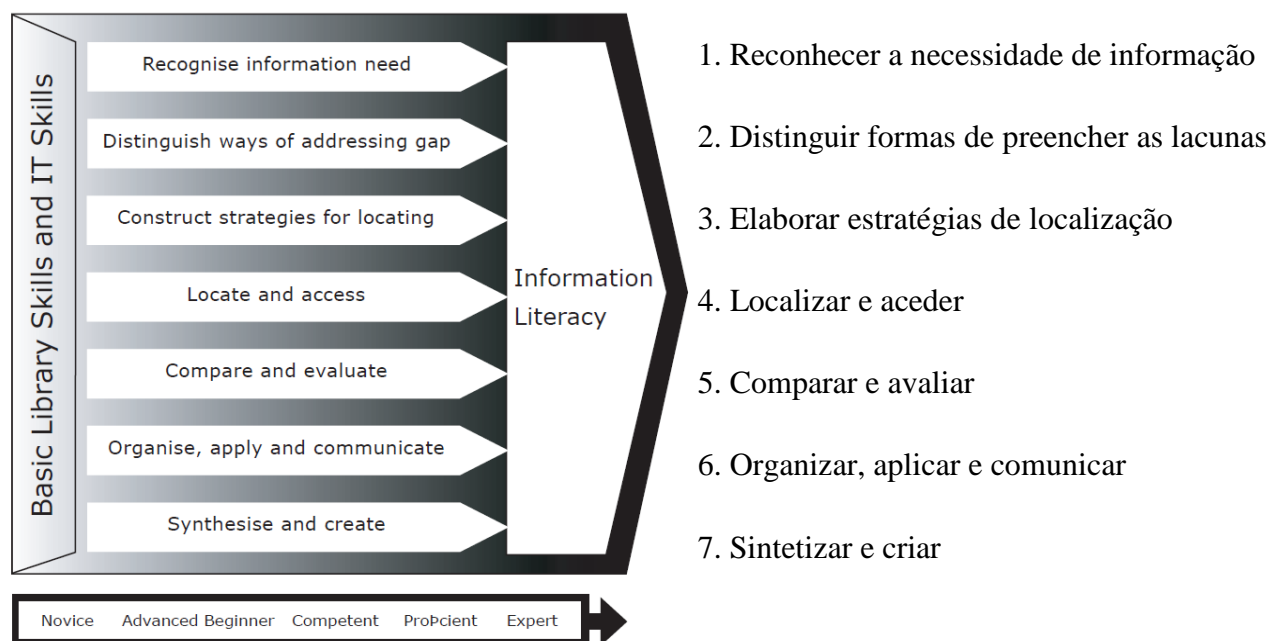 Basic Library Skills and IT Skills
Recognise information need
Distinguish ways of addressing gap
Construct strategies for locating
Locate and access
Compare and evaluate
Organise, apply and communicate
Synthesise and create
Information
Literacy
Novice Advanced Beginner Competent ProÞcient Expert
1. Reconhecer a necessidade de informação
2. Distinguir formas de preencher as lacunas
3. Elaborar estratégias de localização
4. Localizar e aceder
5. Comparar e avaliar
6. Organizar, aplicar e comunicar
7. Sintetizar e criar